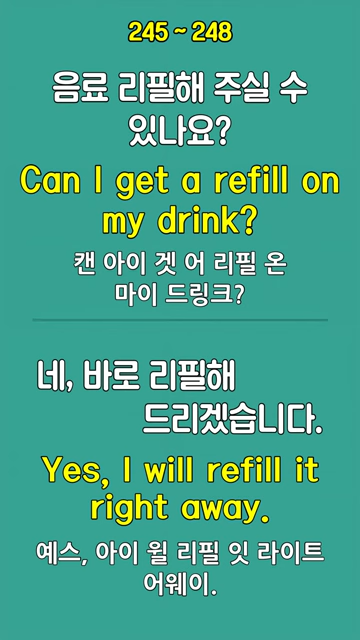 245 ~ 248
음료 리필해 주실 수
있나요?
Can I get a refill on
my drink?
캔 아이 겟 어 리필 온
마이 드링크?
네, 바로 리필해
드리겠습니다.
Yes, I will refill it
right away.
예스, 아이 윌 리필 잇 라이트
어웨이.